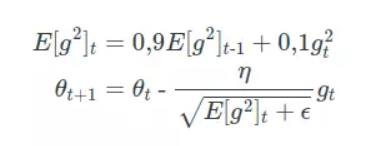 E[g²]ₜ = 0,9E[g²]ₜ₋₁ + 0,1gₜ²
θₜ₊₁ = θₜ - η / √(E[g²]ₜ + ϵ) gₜ